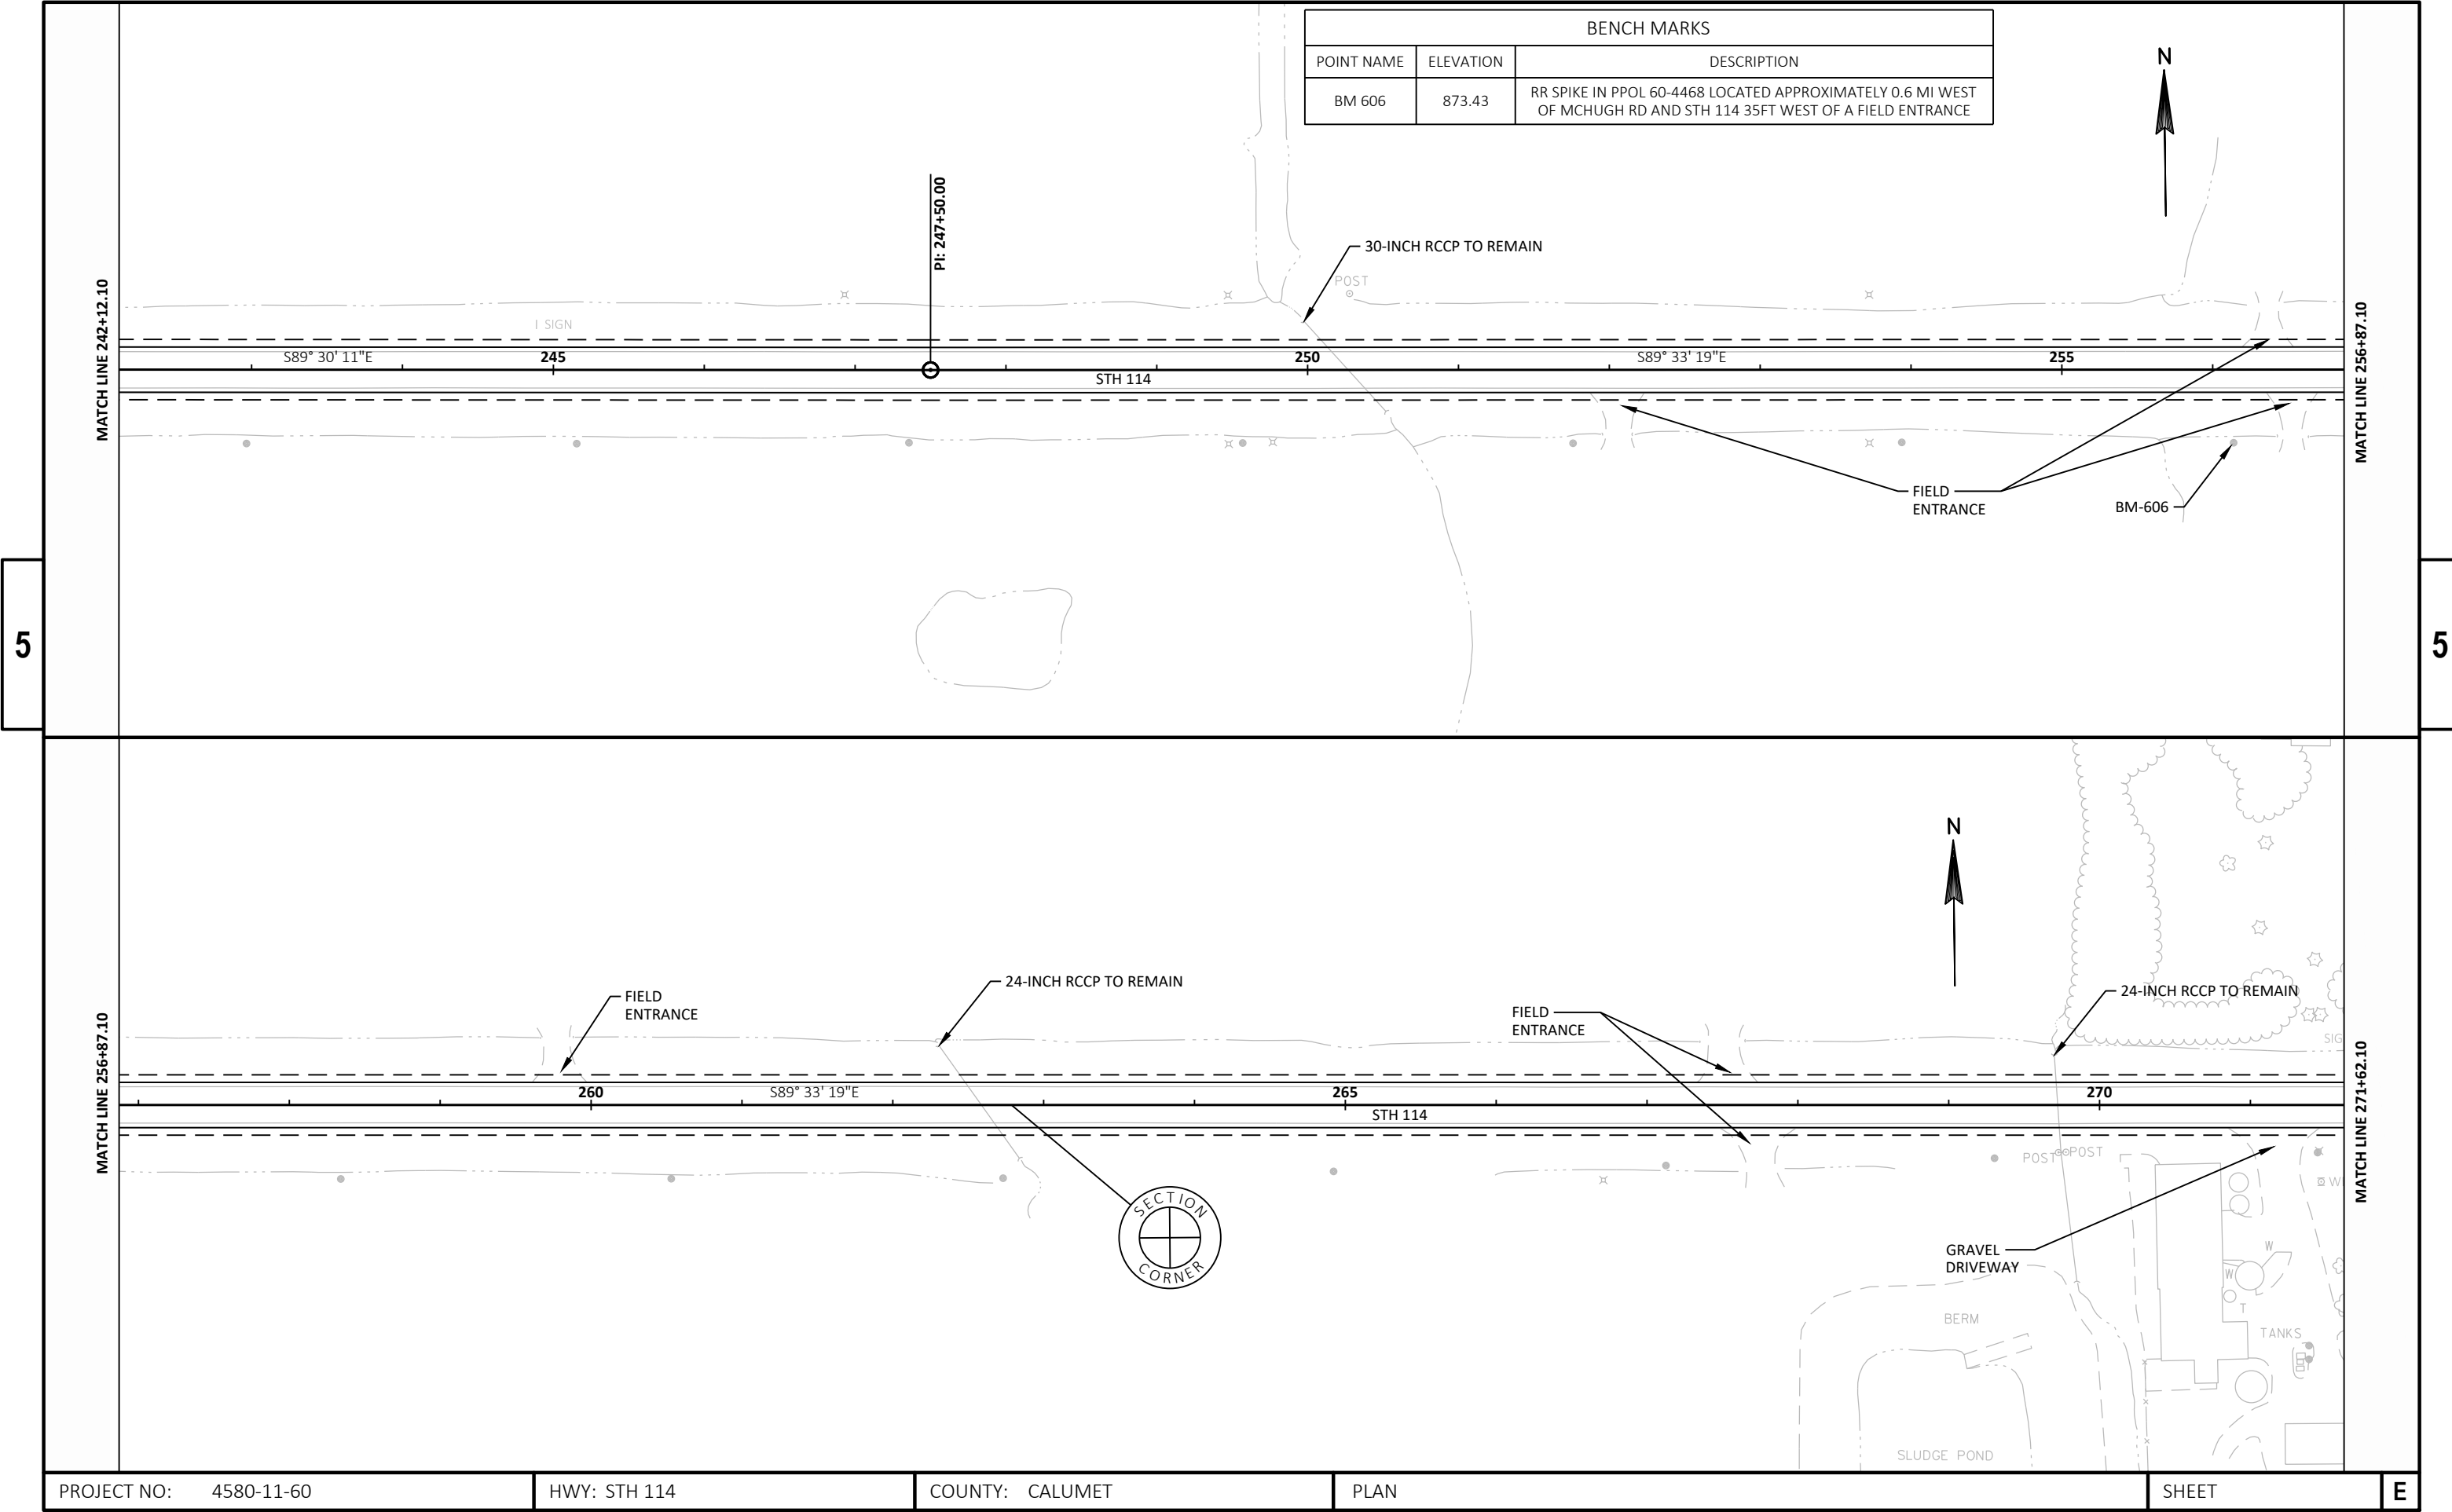 BENCH MARKS
POINT NAME ELEVATION DESCRIPTION
BM 606 873.43 RR SPIKE IN PPOL 60-4468 LOCATED APPROXIMATELY 0.6 MI WEST
OF MCHUGH RD AND STH 114 35FT WEST OF A FIELD ENTRANCE
N
MATCH LINE 242+12.10
PI: 247+50.00
30-INCH RCCP TO REMAIN
POST
I SIGN
S89° 30' 11"E
245
250
S89° 33' 19"E
255
STH 114
FIELD
ENTRANCE
BM-606
MATCH LINE 256+87.10
5
5
N
MATCH LINE 256+87.10
FIELD
ENTRANCE
24-INCH RCCP TO REMAIN
FIELD
ENTRANCE
24-INCH RCCP TO REMAIN
SIG
260
S89° 33' 19"E
265
270
STH 114
POST
POST
W
SECTION
CORNER
GRAVEL
DRIVEWAY
W
W
T
BERM
TANKS
SLUDGE POND
MATCH LINE 271+62.10
PROJECT NO: 4580-11-60 HWY: STH 114 COUNTY: CALUMET PLAN SHEET E